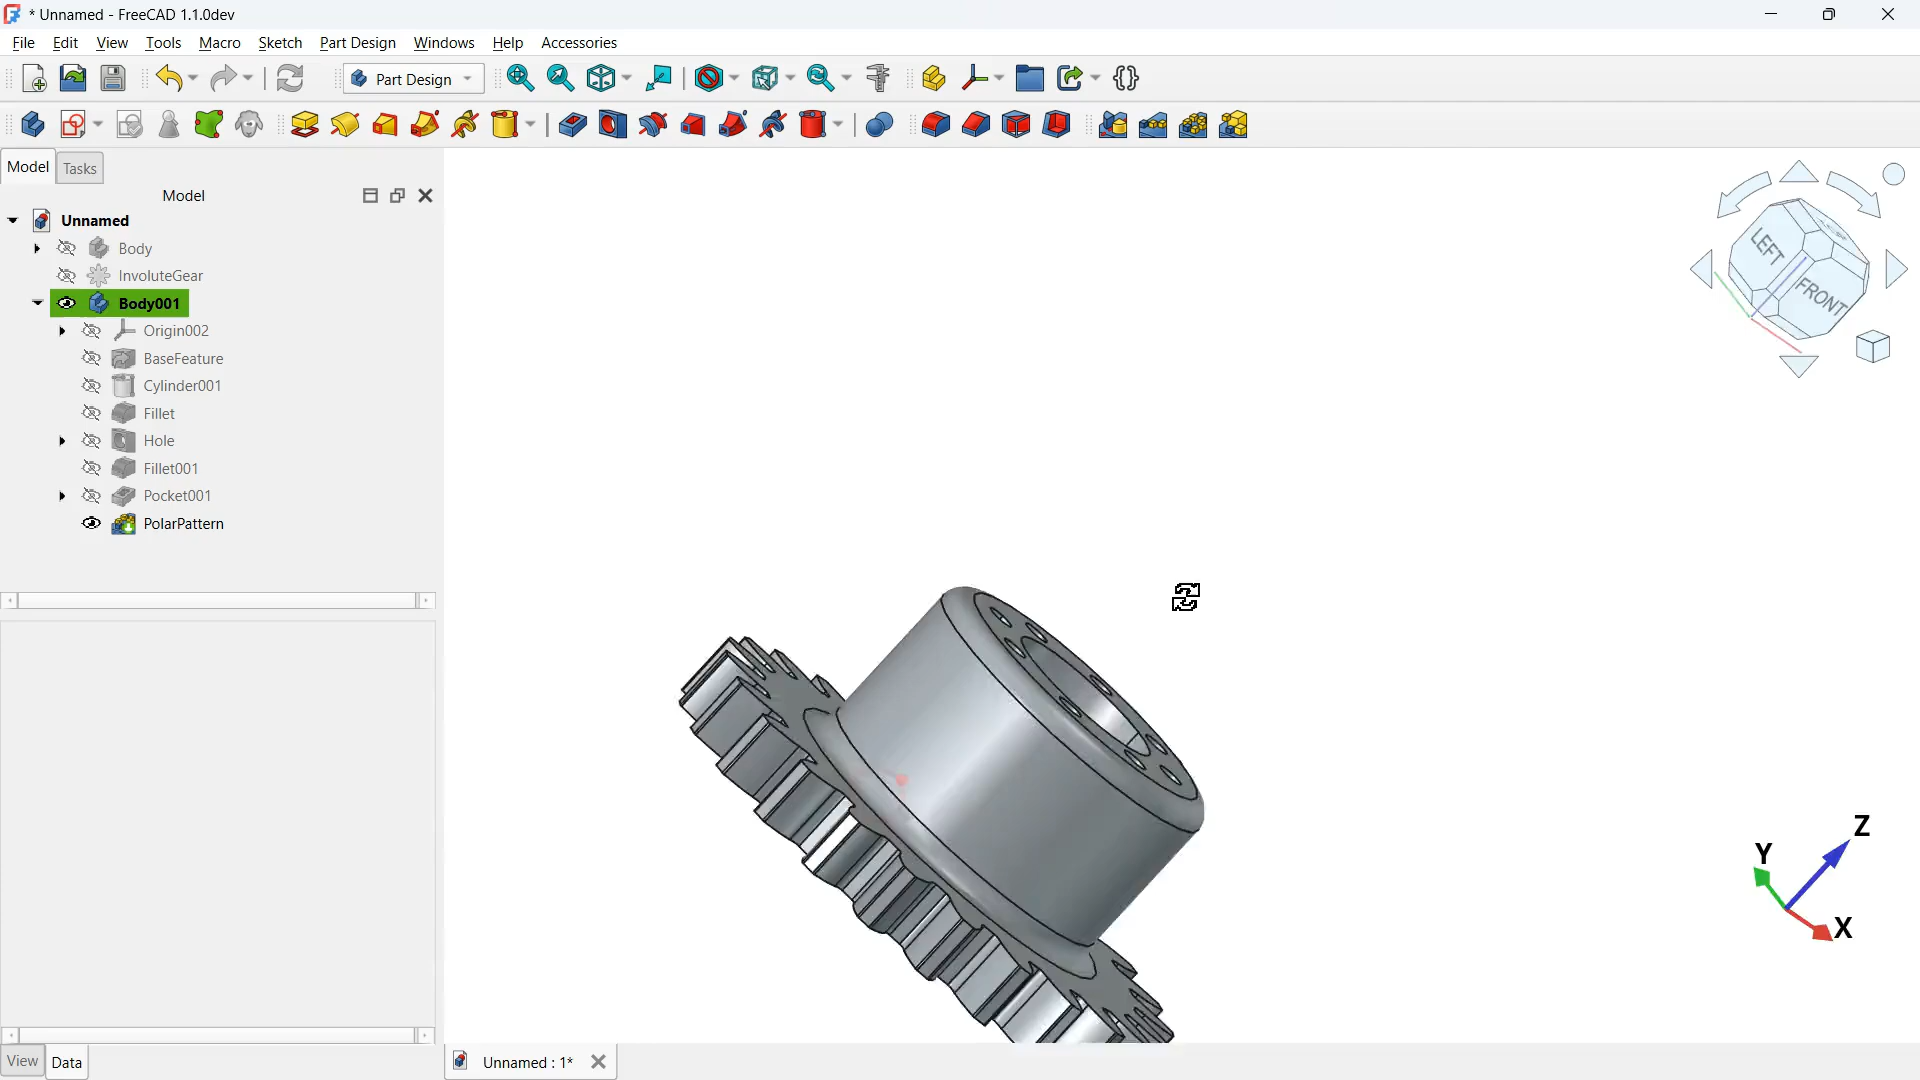 * Unnamed - FreeCAD 1.1.0dev
File Edit View Tools Macro Sketch Part Design Windows Help Accessories
Part Design
Model Tasks
Model
Unnamed
Body
InvoluteGear
Body001
Origin002
BaseFeature
Cylinder001
Fillet
Hole
Fillet001
Pocket001
PolarPattern
LEFT
FRONT
Z
Y
X
View Data
Unnamed : 1*